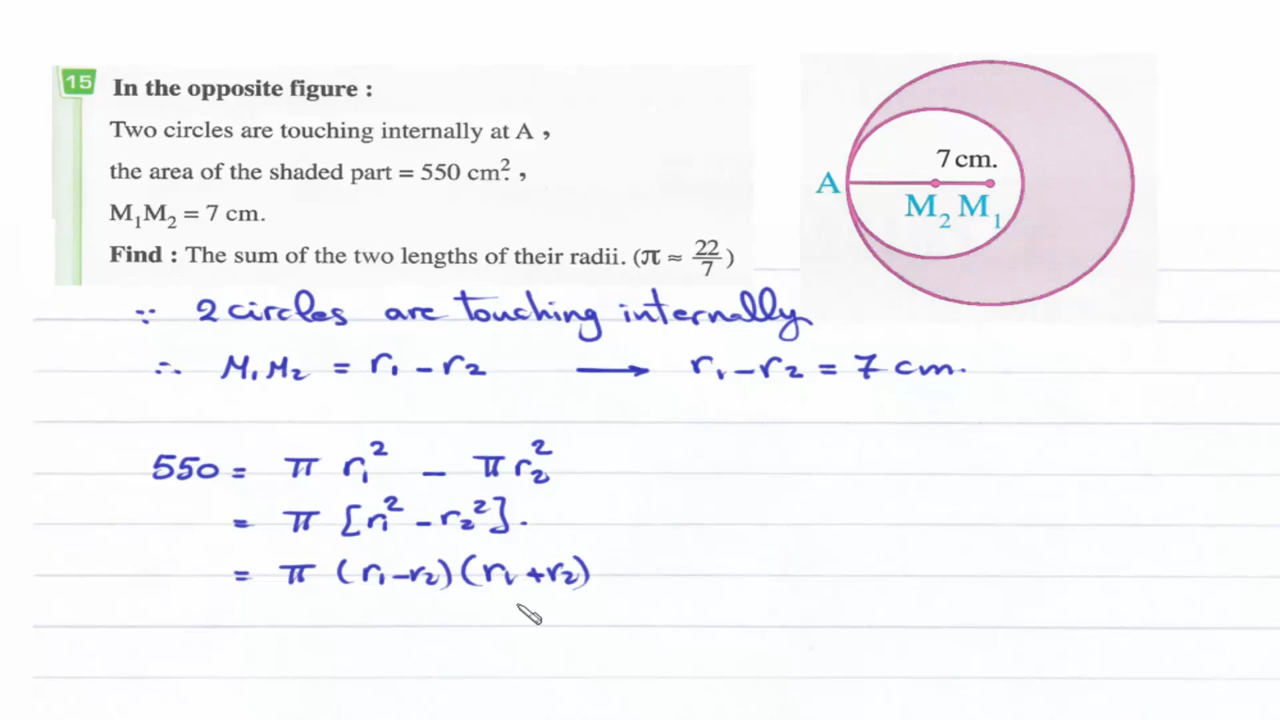 15 In the opposite figure :
Two circles are touching internally at A ,
the area of the shaded part = 550 cm². ,
M₁M₂ = 7 cm.
Find : The sum of the two lengths of their radii. (π ≈ 22/7)
7 cm.
A
M₂ M₁
∵ 2 circles are touching internally
∴ M₁M₂ = r₁ - r₂ ⟶ r₁ - r₂ = 7 cm.
550 = π r₁² - π r₂²
= π [r₁² - r₂²].
= π (r₁ - r₂)(r₁ + r₂)